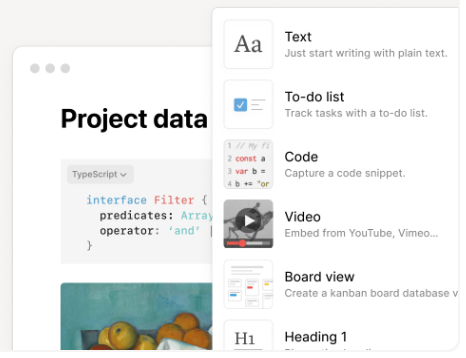 Project data
TypeScript
interface Filter {
predicates: Array
operator: ‘and’ |
}
Aa
Text
Just start writing with plain text.
To-do list
Track tasks with a to-do list.
1 // My fi
2 const a
3 var b =
4 b += "or
Code
Capture a code snippet.
Video
Embed from YouTube, Vimeo...
Board view
Create a kanban board database v
H1
Heading 1